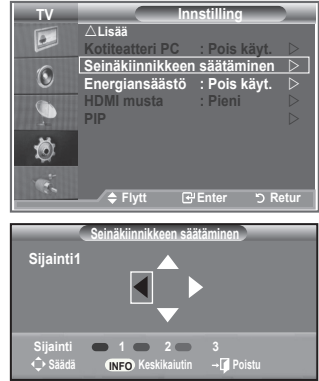 TV Innstilling
△Lisää
Kotiteatteri PC : Pois käyt. ▷
Seinäkiinnikkeen säätäminen ▷
Energiansäästö : Pois käyt. ▷
HDMI musta : Pieni ▷
PIP ▷
Flytt Enter Retur
Seinäkiinnikkeen säätäminen
Sijainti1
Sijainti 1 2 3
Säädä INFO Keskikaiutin Poistu